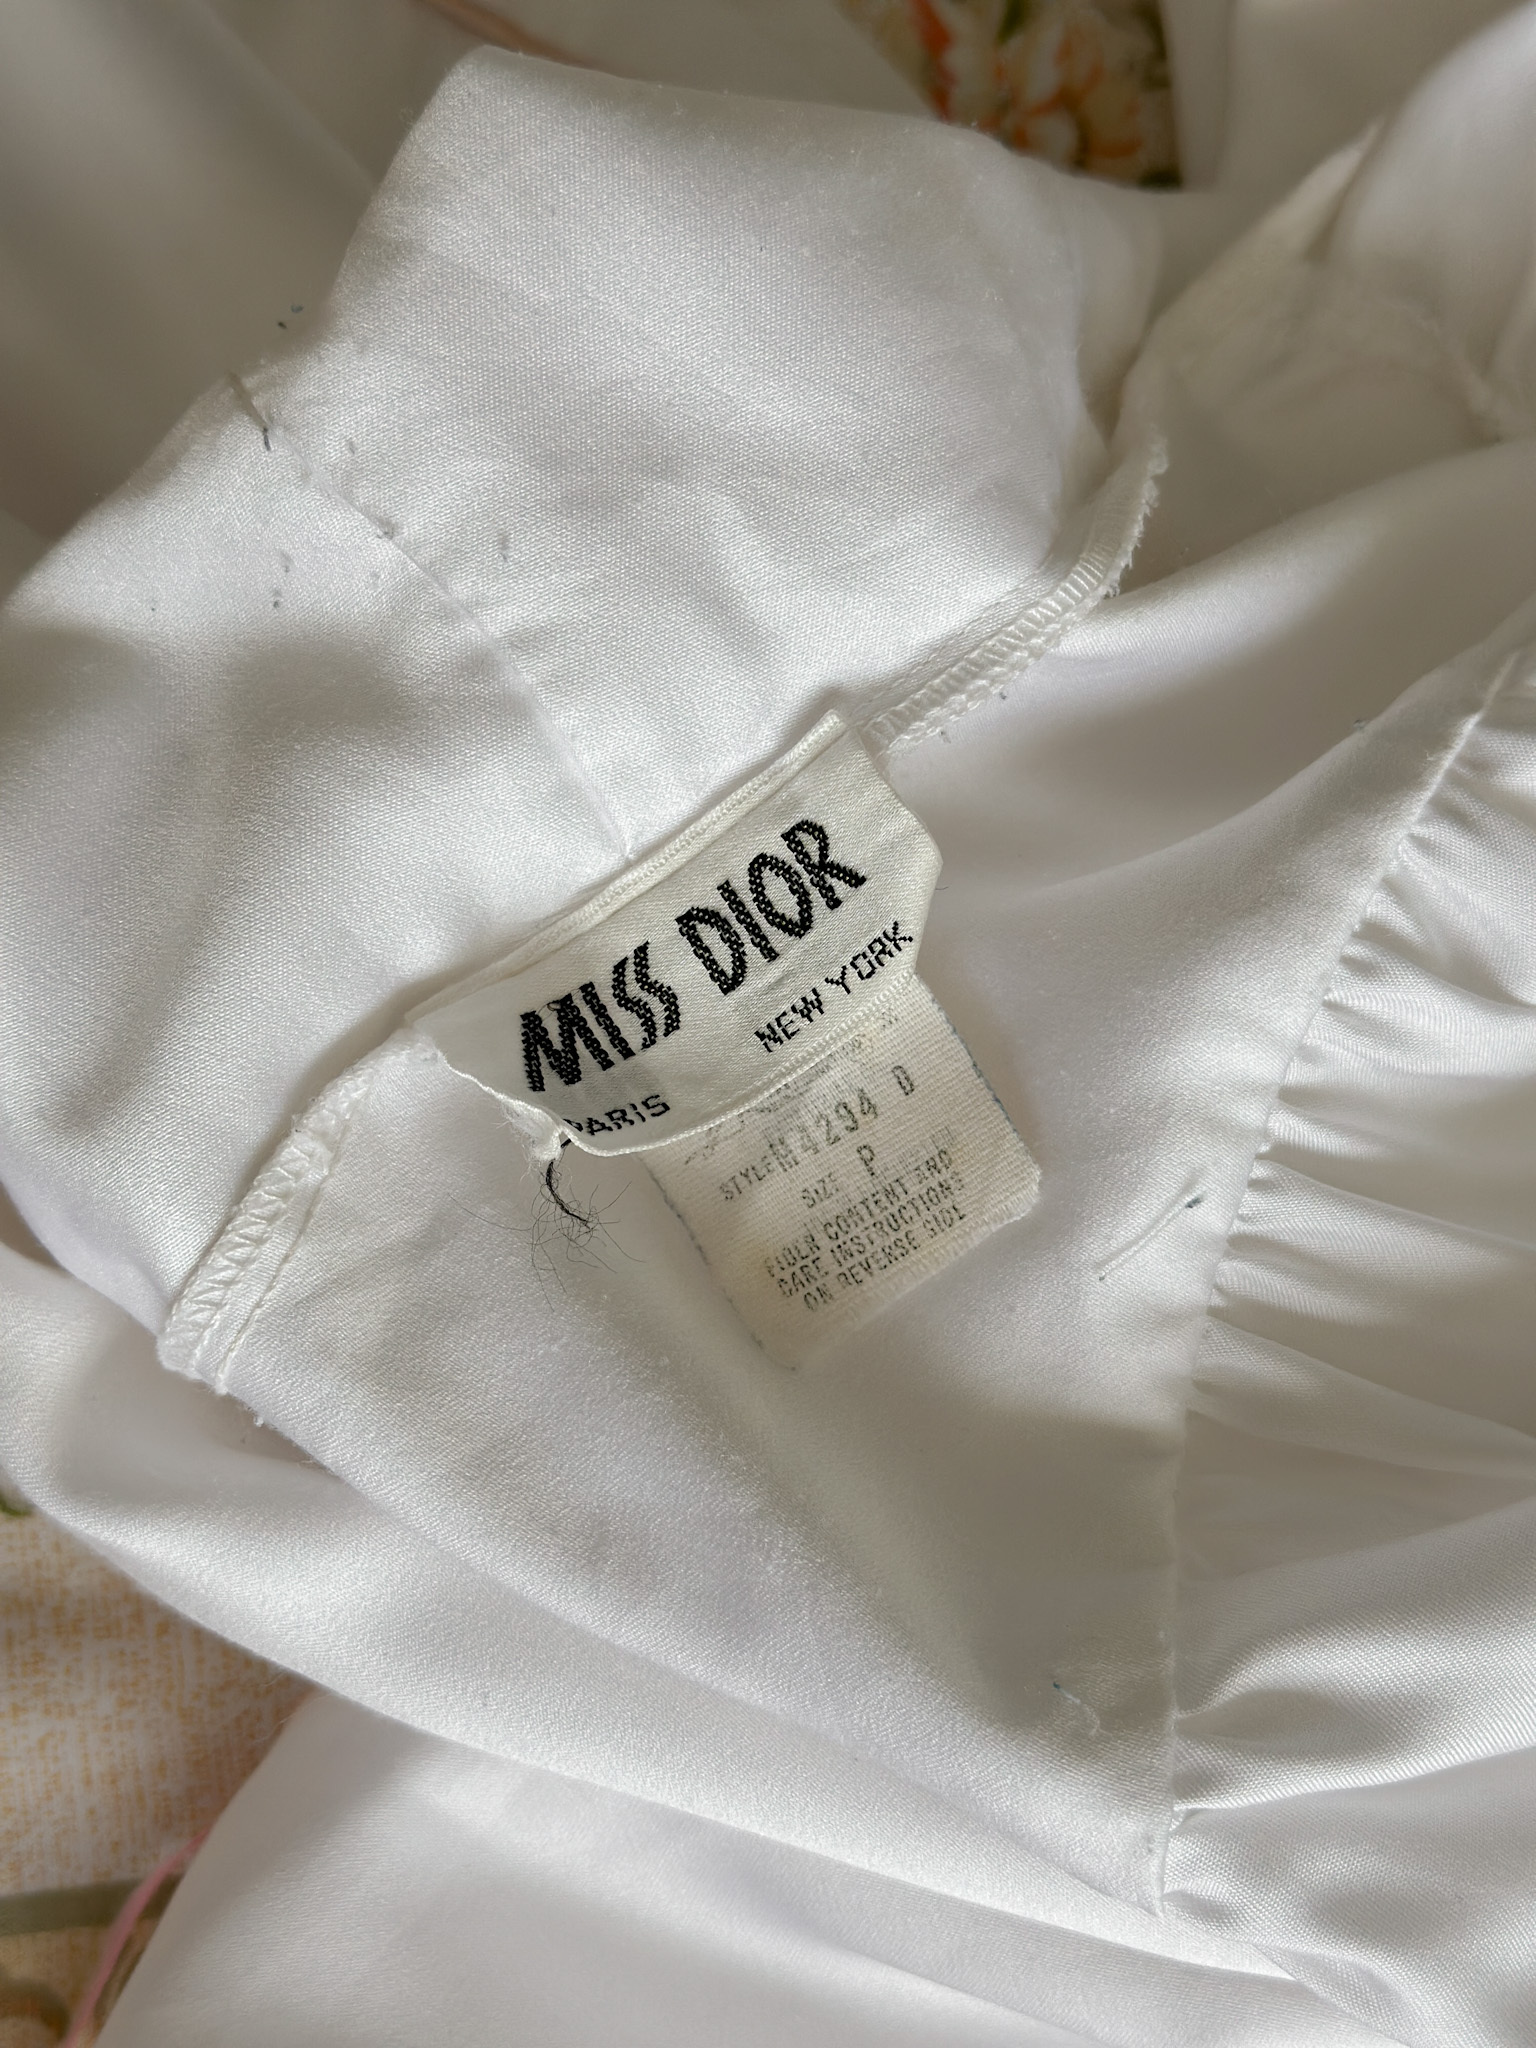 MISS DIOR
PARIS NEW YORK
STYLE M4294 D
SIZE P
FIBER CONTENT AND
CARE INSTRUCTIONS
ON REVERSE SIDE